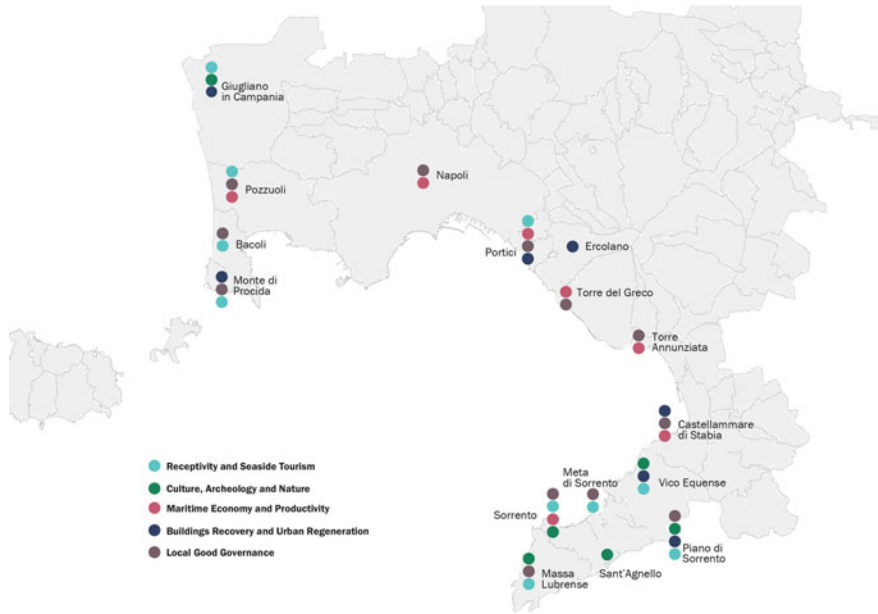 Giugliano
in Campania
Pozzuoli
Napoli
Bacoli
Portici
Ercolano
Monte di
Procida
Torre del Greco
Torre
Annunziata
Castellammare
di Stabia
Receptivity and Seaside Tourism
Culture, Archeology and Nature
Maritime Economy and Productivity
Buildings Recovery and Urban Regeneration
Local Good Governance
Meta
di Sorrento
Vico Equense
Sorrento
Piano di
Sorrento
Sant'Agnello
Massa
Lubrense